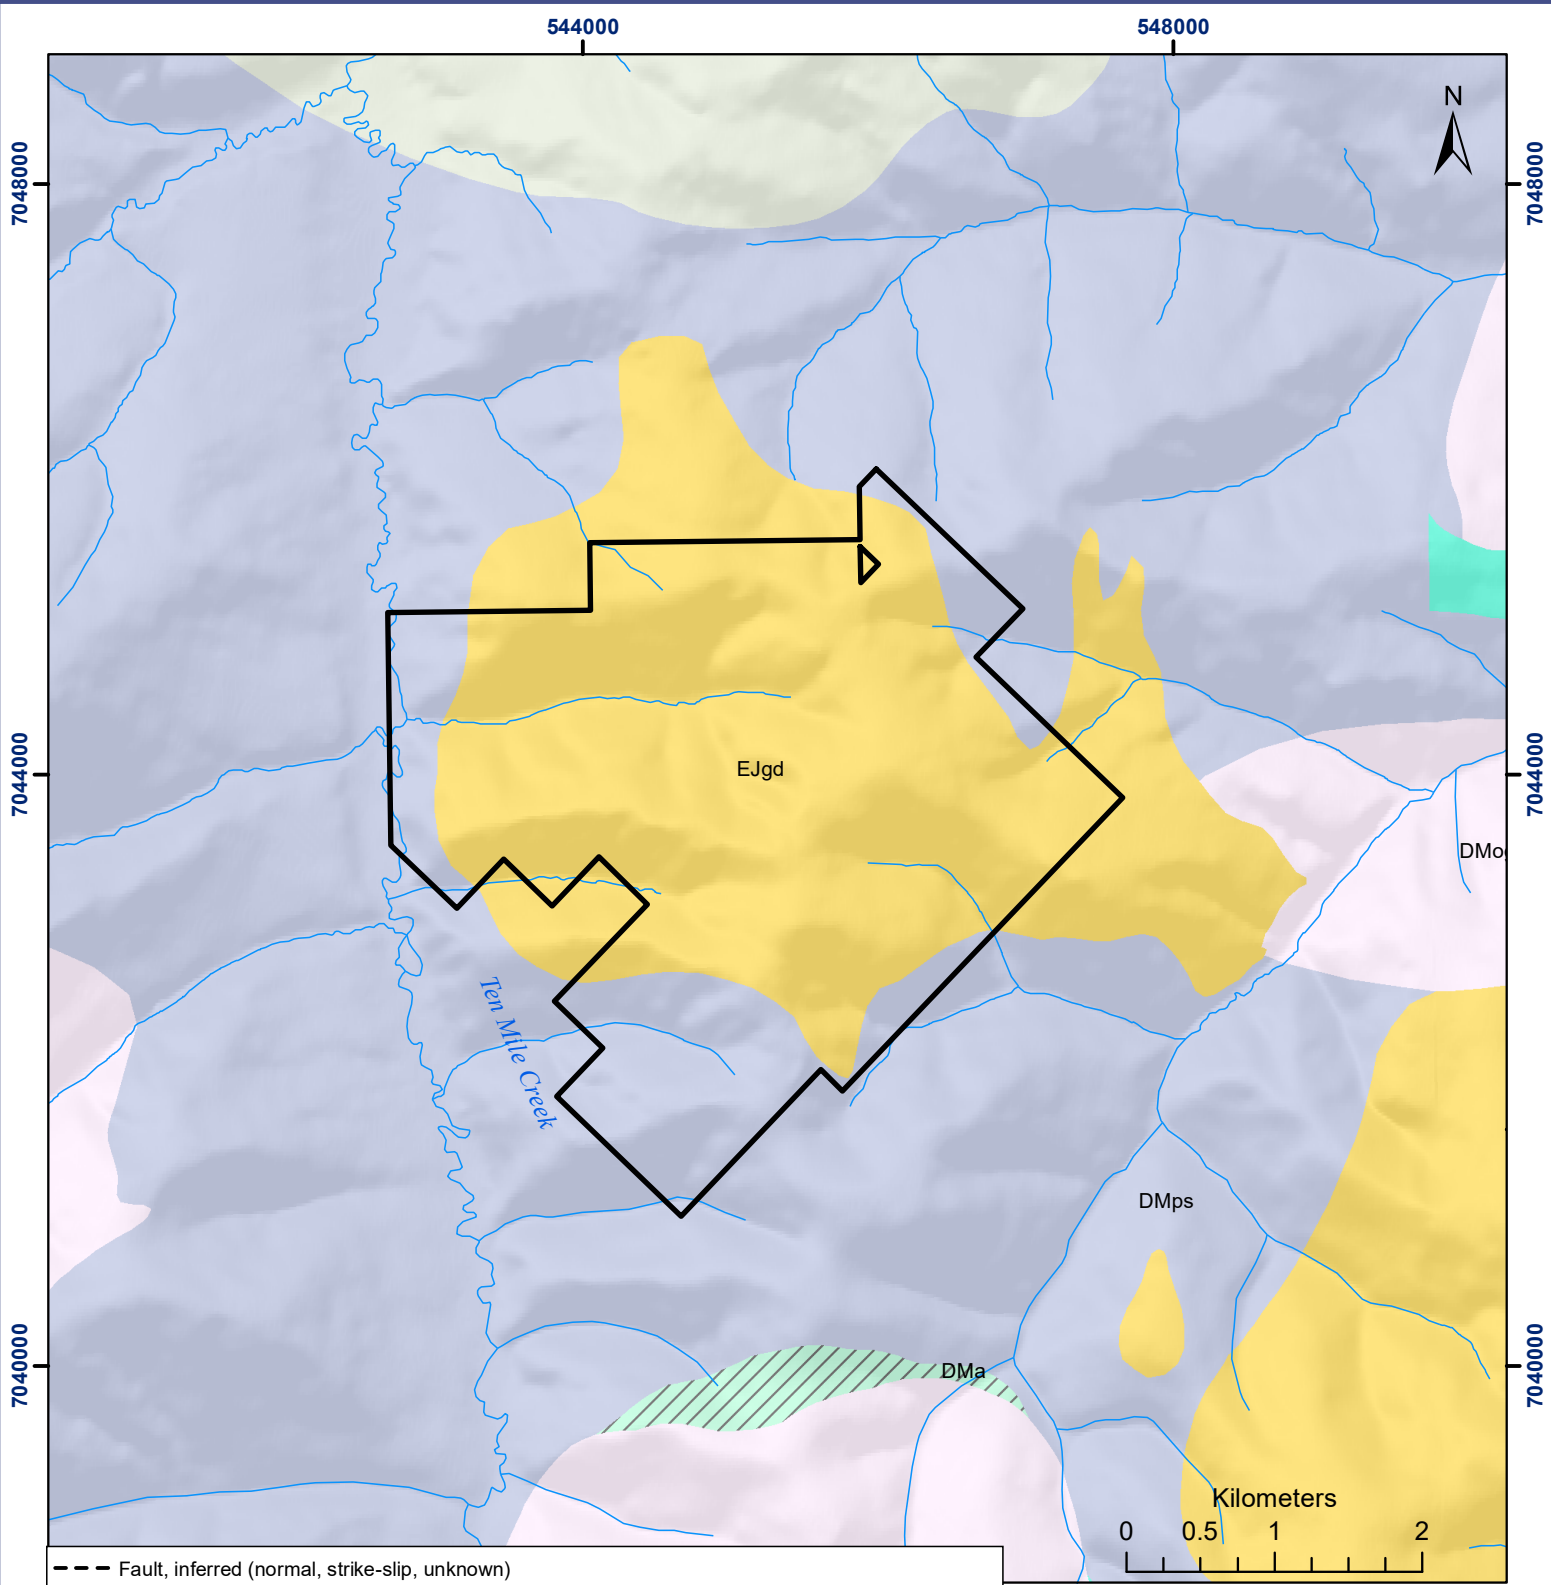 544000
548000
N
7048000
7048000
7044000
7044000
EJgd
DMo
Ten Mile Creek
DMps
7040000
7040000
DMa
Kilometers
0 0.5 1 2
Fault, inferred (normal, strike-slip, unknown)